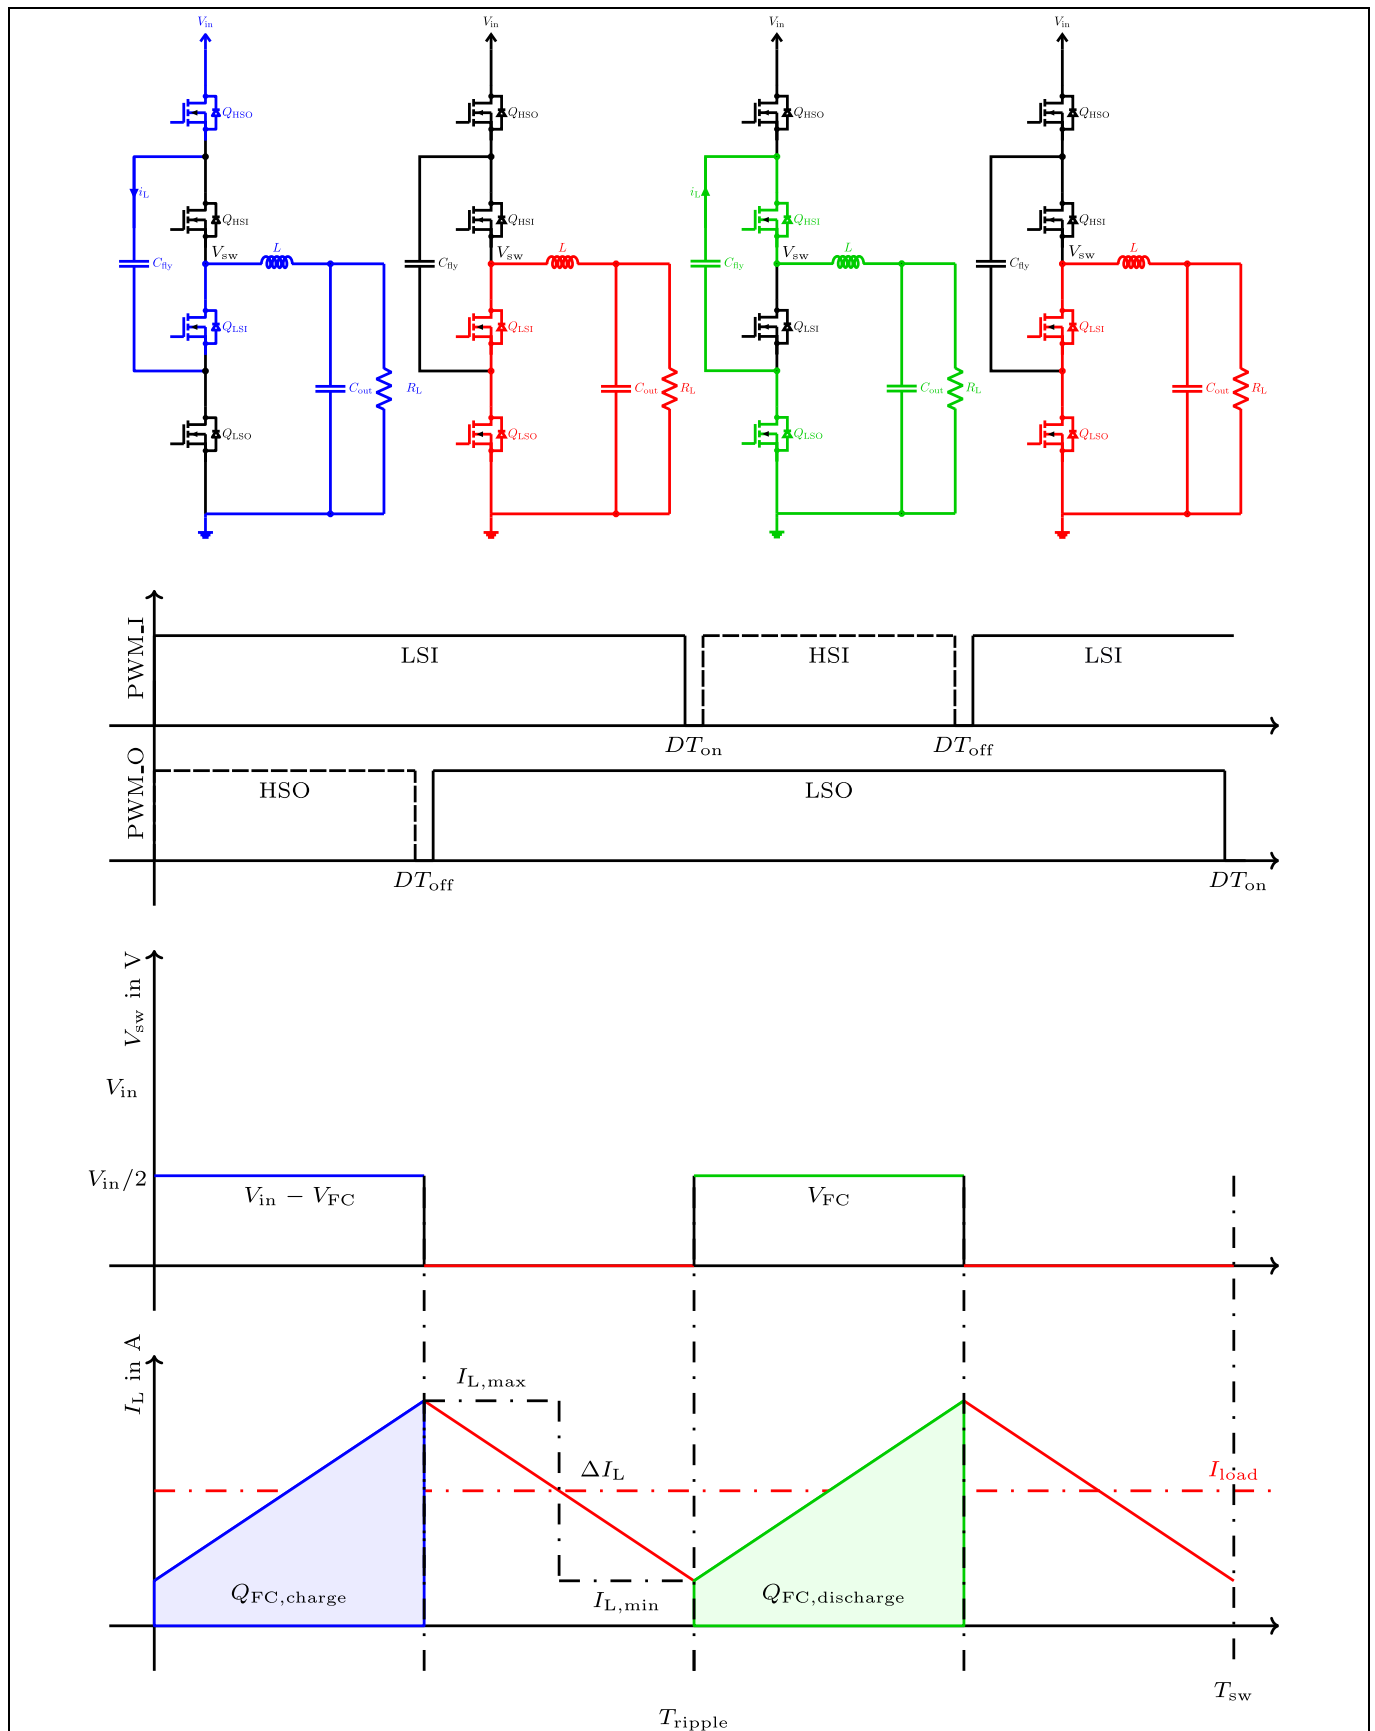 V_in V_in V_in V_in
Q_HSO Q_HSO Q_HSO Q_HSO
i_L i_L
Q_HSI Q_HSI Q_HSI Q_HSI
V_sw L V_sw L V_sw L V_sw L
C_fly C_fly C_fly C_fly
Q_LSI Q_LSI Q_LSI Q_LSI
C_out R_L C_out R_L C_out R_L C_out R_L
Q_LSO Q_LSO Q_LSO Q_LSO
PWM_I
LSI HSI LSI
DT_on DT_off
PWM_O
HSO LSO
DT_off DT_on
V_sw in V
V_in
V_in/2
V_in − V_FC V_FC
I_L in A
I_L,max
ΔI_L I_load
Q_FC,charge I_L,min Q_FC,discharge
T_sw
T_ripple